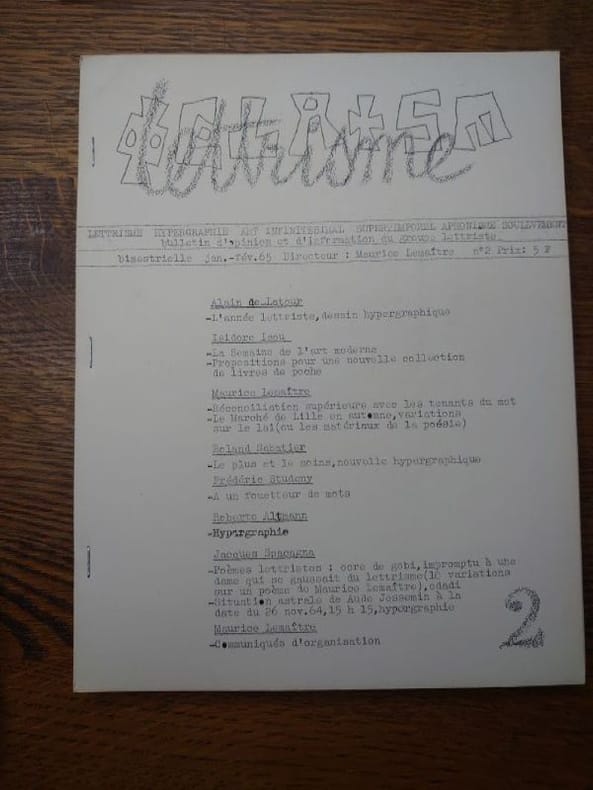 lettrisme
LETTRISME HYPERGRAPHIE ART INFINITESIMAL SUPERTEMPOREL APHONISME SOULEVEMENT
bulletin d'opinion et d'information du groupe lettriste
bimestrielle jan.-fév.65 Directeur : Maurice Lemaître n°2 Prix: 5 F
Alain de Latour
-L'année lettriste,dessin hypergraphique
Isidore Isou
-La Semaine de l'art moderne
-Propositions pour une nouvelle collection
de livres de poche
Maurice Lemaître
-Réconciliation supérieure avec les tenants du mot
-Le Marché de Lille en automne,variations
sur le lai(ou les matériaux de la poésie)
Roland Sabatier
-Le plus et le moins,nouvelle hypergraphique
Frédéric Studeny
-A un fouetteur de mots
Roberto Altmann
-Hypergraphie
Jacques Spacagna
-Poèmes lettristes : core de gobi,impromptu à une
dame qui se gaussait du lettrisme(10 variations
sur un poème de Maurice Lemaître),odadi
-Situation astrale de Aude Jessemin à la
date du 26 nov.64,15 h 15,hypergraphie
Maurice Lemaître
-Communiqués d'organisation
2